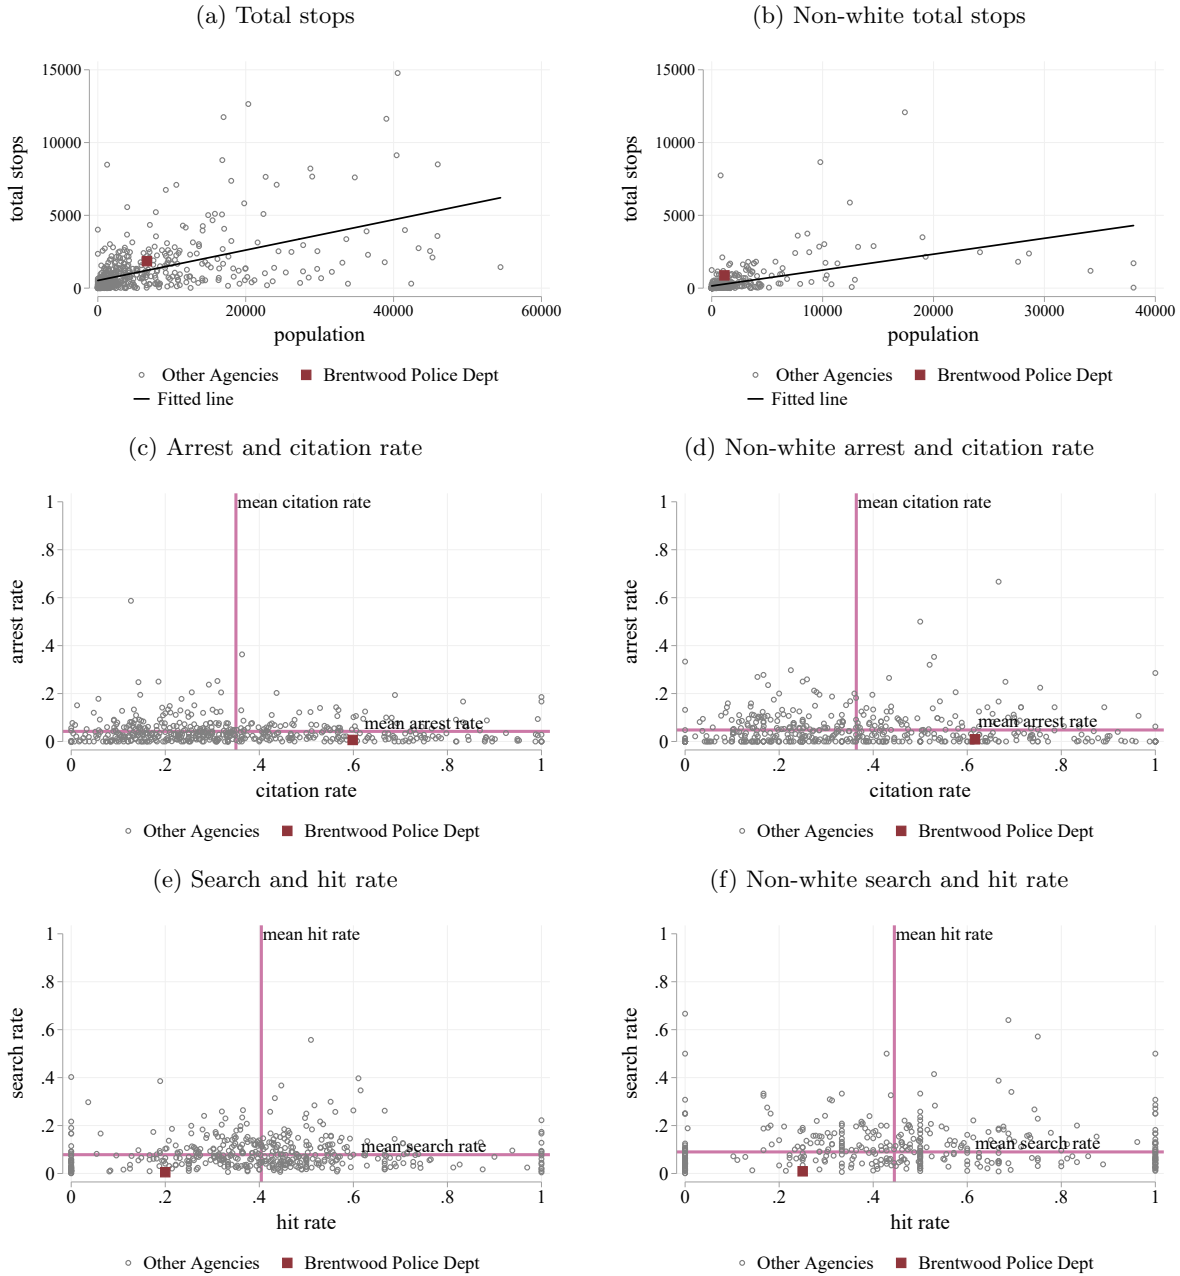 (a) Total stops
(b) Non-white total stops
15000
10000
5000
0
total stops
0 20000 40000 60000
population
Other Agencies Brentwood Police Dept
Fitted line
15000
10000
5000
0
total stops
0 10000 20000 30000 40000
population
Other Agencies Brentwood Police Dept
Fitted line
(c) Arrest and citation rate
(d) Non-white arrest and citation rate
1
.8
.6
.4
.2
0
arrest rate
mean citation rate
mean arrest rate
0 .2 .4 .6 .8 1
citation rate
Other Agencies Brentwood Police Dept
1
.8
.6
.4
.2
0
arrest rate
mean citation rate
mean arrest rate
0 .2 .4 .6 .8 1
citation rate
Other Agencies Brentwood Police Dept
(e) Search and hit rate
(f) Non-white search and hit rate
1
.8
.6
.4
.2
0
search rate
mean hit rate
mean search rate
0 .2 .4 .6 .8 1
hit rate
Other Agencies Brentwood Police Dept
1
.8
.6
.4
.2
0
search rate
mean hit rate
mean search rate
0 .2 .4 .6 .8 1
hit rate
Other Agencies Brentwood Police Dept